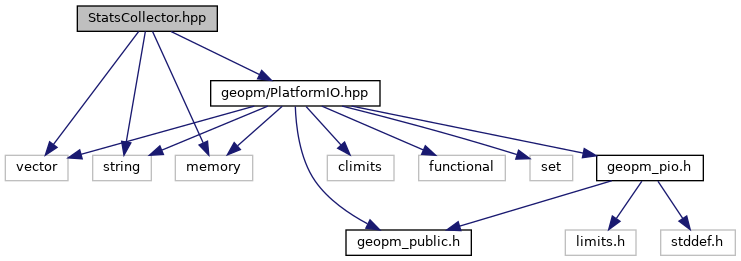 StatsCollector.hpp
geopm/PlatformIO.hpp
vector
string
memory
climits
functional
set
geopm_pio.h
geopm_public.h
limits.h
stddef.h